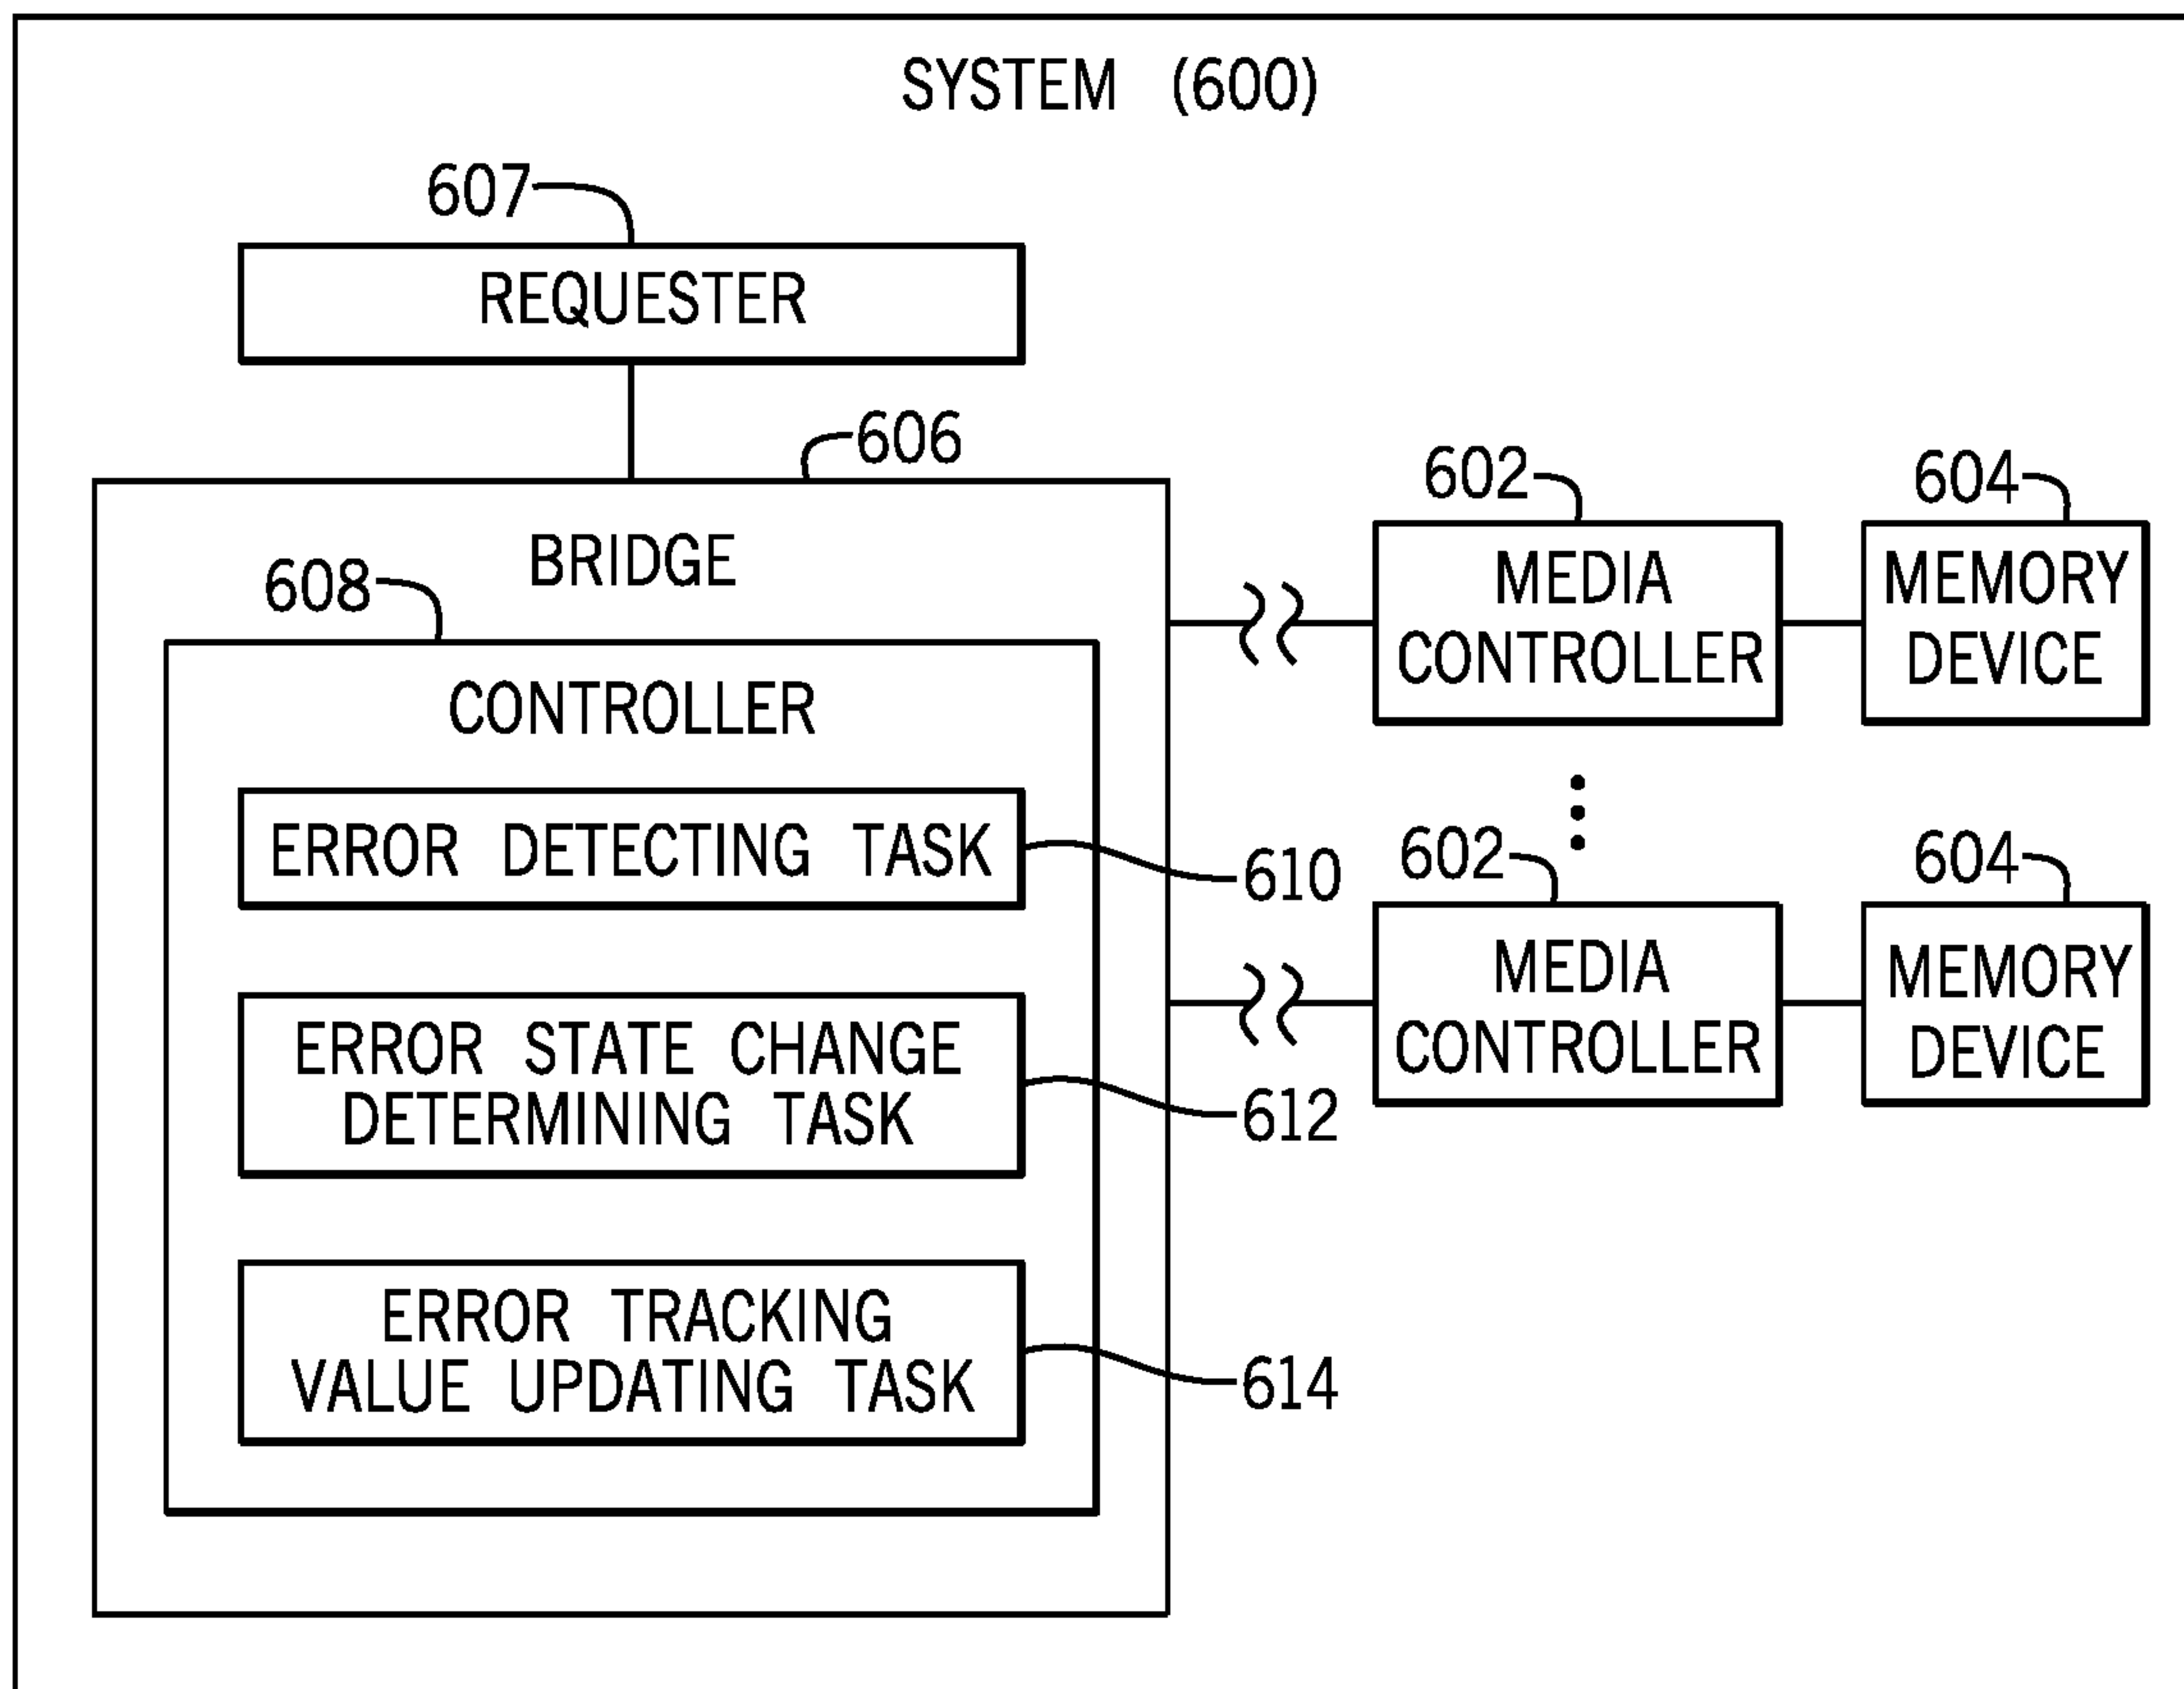 SYSTEM (600)
607
REQUESTER
606
BRIDGE
608
CONTROLLER
ERROR DETECTING TASK
610
ERROR STATE CHANGE
DETERMINING TASK
612
ERROR TRACKING
VALUE UPDATING TASK
614
602
MEDIA
CONTROLLER
604
MEMORY
DEVICE
602
MEDIA
CONTROLLER
604
MEMORY
DEVICE